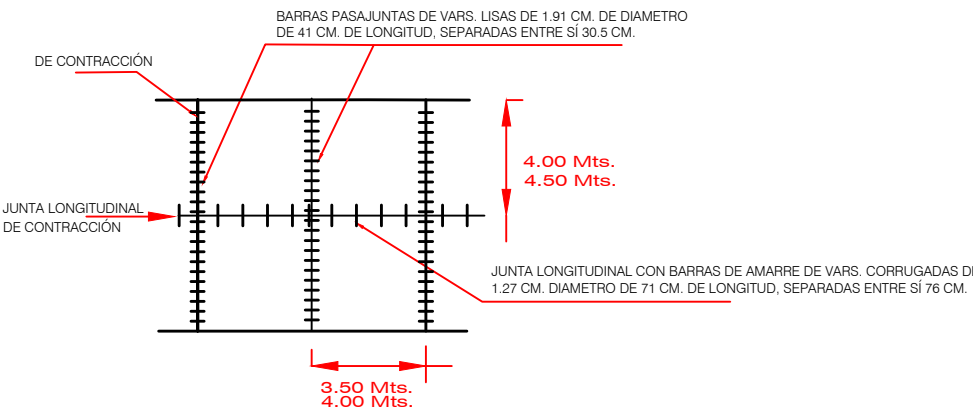 BARRAS PASAJUNTAS DE VARS. LISAS DE 1.91 CM. DE DIAMETRO
DE 41 CM. DE LONGITUD, SEPARADAS ENTRE SÍ 30.5 CM.
DE CONTRACCIÓN
4.00 Mts.
4.50 Mts.
JUNTA LONGITUDINAL
DE CONTRACCIÓN
JUNTA LONGITUDINAL CON BARRAS DE AMARRE DE VARS. CORRUGADAS DE
1.27 CM. DIAMETRO DE 71 CM. DE LONGITUD, SEPARADAS ENTRE SÍ 76 CM.
3.50 Mts.
4.00 Mts.